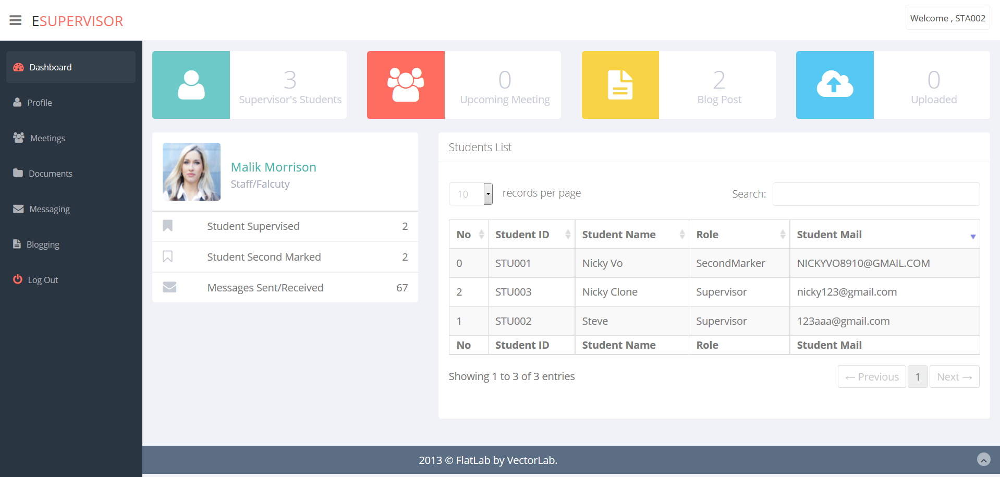 ESUPERVISOR
Welcome , STA002
Dashboard
Profile
Meetings
Documents
Messaging
Blogging
Log Out
3
Supervisor's Students
0
Upcoming Meeting
2
Blog Post
0
Uploaded
Malik Morrison
Staff/Falcuty
Student Supervised 2
Student Second Marked 2
Messages Sent/Received 67
Students List
10 records per page Search:
No Student ID Student Name Role Student Mail
0 STU001 Nicky Vo SecondMarker NICKYVO8910@GMAIL.COM
2 STU003 Nicky Clone Supervisor nicky123@gmail.com
1 STU002 Steve Supervisor 123aaa@gmail.com
No Student ID Student Name Role Student Mail
Showing 1 to 3 of 3 entries
← Previous 1 Next →
2013 © FlatLab by VectorLab.